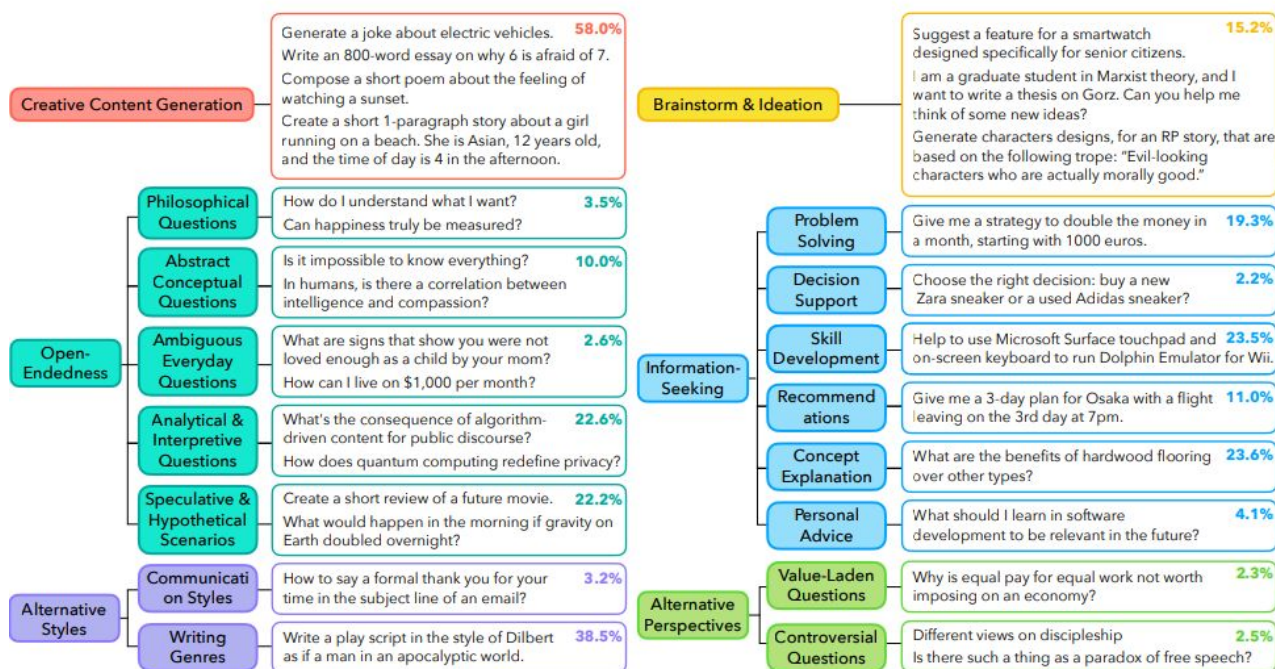 Creative Content Generation
Generate a joke about electric vehicles.
58.0%
Write an 800-word essay on why 6 is afraid of 7.
Compose a short poem about the feeling of
watching a sunset.
Create a short 1-paragraph story about a girl
running on a beach. She is Asian, 12 years old,
and the time of day is 4 in the afternoon.
Brainstorm & Ideation
Suggest a feature for a smartwatch
15.2%
designed specifically for senior citizens.
I am a graduate student in Marxist theory, and I
want to write a thesis on Gorz. Can you help me
think of some new ideas?
Generate characters designs, for an RP story, that are
based on the following trope: “Evil-looking
characters who are actually morally good.”
Open-
Endedness
Philosophical
Questions
How do I understand what I want?
3.5%
Can happiness truly be measured?
Abstract
Conceptual
Questions
Is it impossible to know everything?
10.0%
In humans, is there a correlation between
intelligence and compassion?
Ambiguous
Everyday
Questions
What are signs that show you were not
2.6%
loved enough as a child by your mom?
How can I live on $1,000 per month?
Analytical &
Interpretive
Questions
What's the consequence of algorithm-
22.6%
driven content for public discourse?
How does quantum computing redefine privacy?
Speculative &
Hypothetical
Scenarios
Create a short review of a future movie.
22.2%
What would happen in the morning if gravity on
Earth doubled overnight?
Information-
Seeking
Problem
Solving
Give me a strategy to double the money in
19.3%
a month, starting with 1000 euros.
Decision
Support
Choose the right decision: buy a new
2.2%
Zara sneaker or a used Adidas sneaker?
Skill
Development
Help to use Microsoft Surface touchpad and
23.5%
on-screen keyboard to run Dolphin Emulator for Wii.
Recommend
ations
Give me a 3-day plan for Osaka with a flight
11.0%
leaving on the 3rd day at 7pm.
Concept
Explanation
What are the benefits of hardwood flooring
23.6%
over other types?
Personal
Advice
What should I learn in software
4.1%
development to be relevant in the future?
Alternative
Styles
Communicati
on Styles
How to say a formal thank you for your
3.2%
time in the subject line of an email?
Writing
Genres
Write a play script in the style of Dilbert
38.5%
as if a man in an apocalyptic world.
Alternative
Perspectives
Value-Laden
Questions
Why is equal pay for equal work not worth
2.3%
imposing on an economy?
Controversial
Questions
Different views on discipleship
2.5%
Is there such a thing as a paradox of free speech?